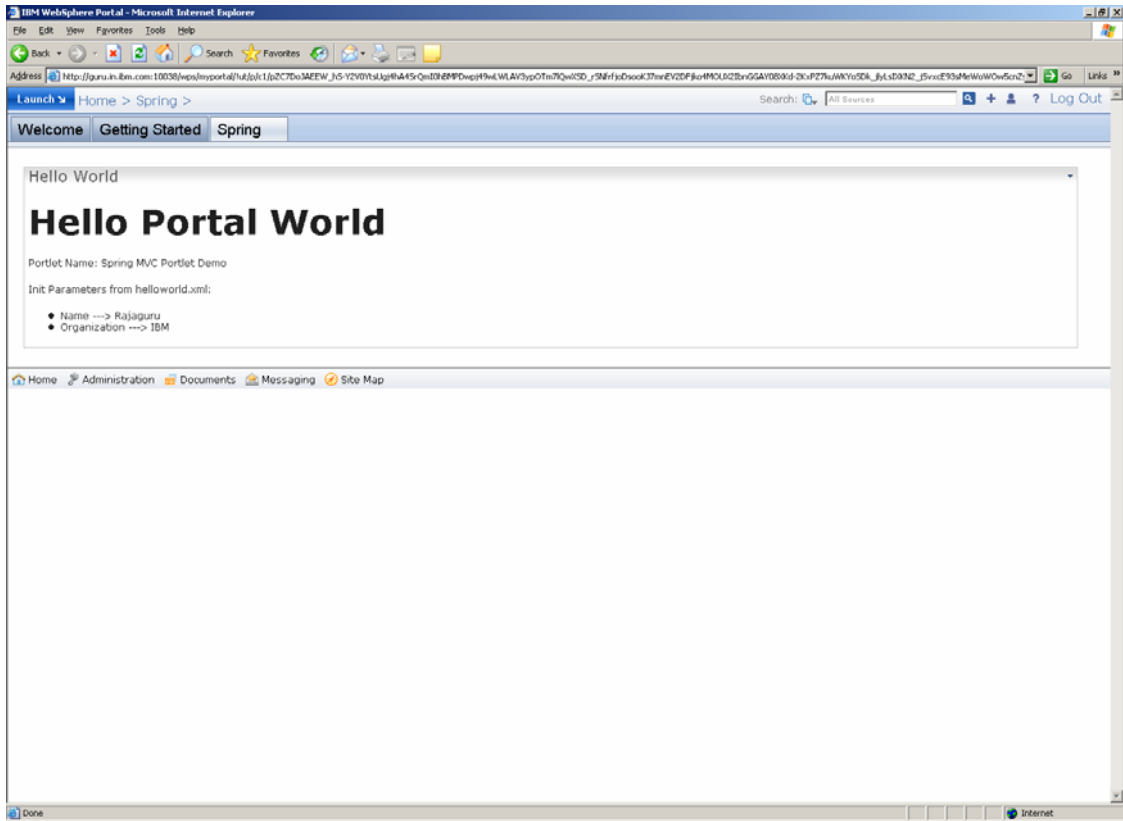 IBM WebSphere Portal - Microsoft Internet Explorer
File Edit View Favorites Tools Help
Back Search Favorites
Address Go Links »
Launch Home > Spring > Search: All Sources ? Log Out
Welcome Getting Started Spring
Hello World
Hello Portal World
Portlet Name: Spring MVC Portlet Demo
Init Parameters from helloworld.xml:
• Name ---> Rajaguru
• Organization ---> IBM
Home Administration Documents Messaging Site Map
Done Internet